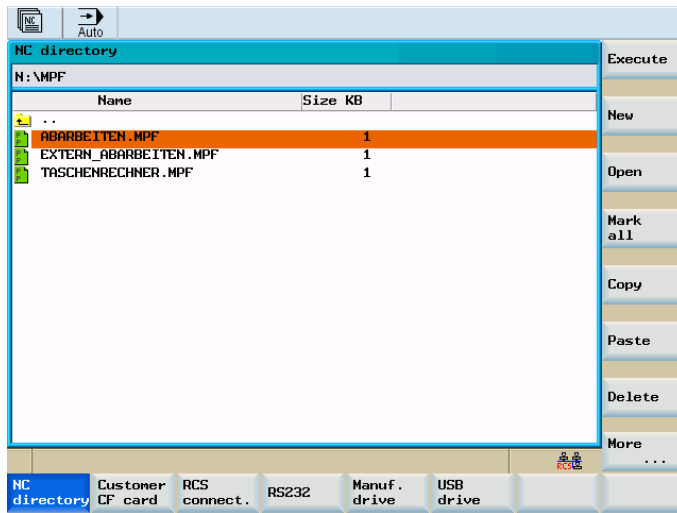 NC
Auto
NC directory
N:\MPF
Name Size KB
..
ABARBEITEN.MPF 1
EXTERN_ABARBEITEN.MPF 1
TASCHENRECHNER.MPF 1
Execute
New
Open
Mark
all
Copy
Paste
Delete
More
...
RCS
NC
directory
Customer
CF card
RCS
connect.
RS232
Manuf.
drive
USB
drive